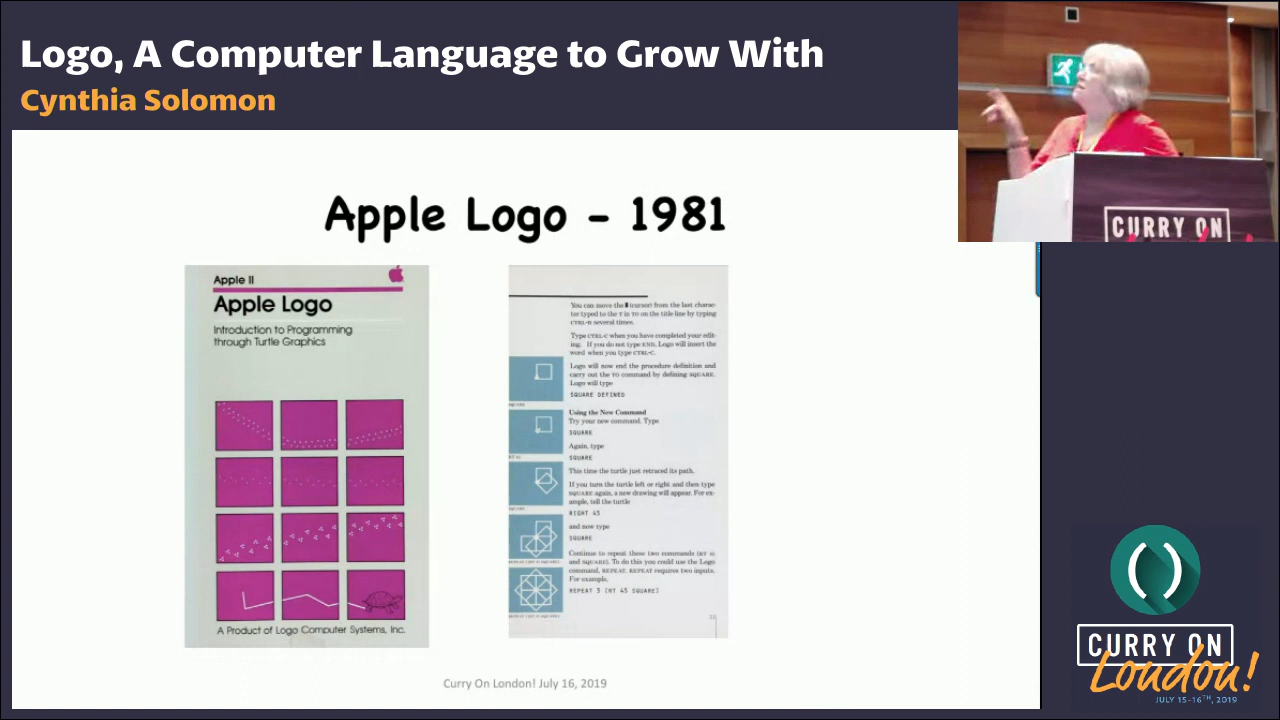 Logo, A Computer Language to Grow With
Cynthia Solomon
CURRY ON
Apple Logo - 1981
Apple II
Apple Logo
Introduction to Programming
through Turtle Graphics
A Product of Logo Computer Systems, Inc.
You can move the (cursor) from the last charac-
ter typed to the T in TO on the title line by typing
CTRL-B several times.
Type CTRL-C when you have completed your edit-
ing. If you do not type END, Logo will insert the
word when you type CTRL-C.
Logo will now end the procedure definition and
carry out the TO command by defining SQUARE.
Logo will type
SQUARE DEFINED
Using the New Command
Try your new command. Type
SQUARE
Again, type
SQUARE
This time the turtle just retraced its path.
If you turn the turtle left or right and then type
SQUARE again, a new drawing will appear. For ex-
ample, tell the turtle
RIGHT 45
and now type
SQUARE
Continue to repeat these two commands (RT 45
and SQUARE). To do this you could use the Logo
command, REPEAT. REPEAT requires two inputs.
For example,
REPEAT 3 [RT 45 SQUARE]
Curry On London! July 16, 2019
CURRY ON
London!
JULY 15-16TH, 2019